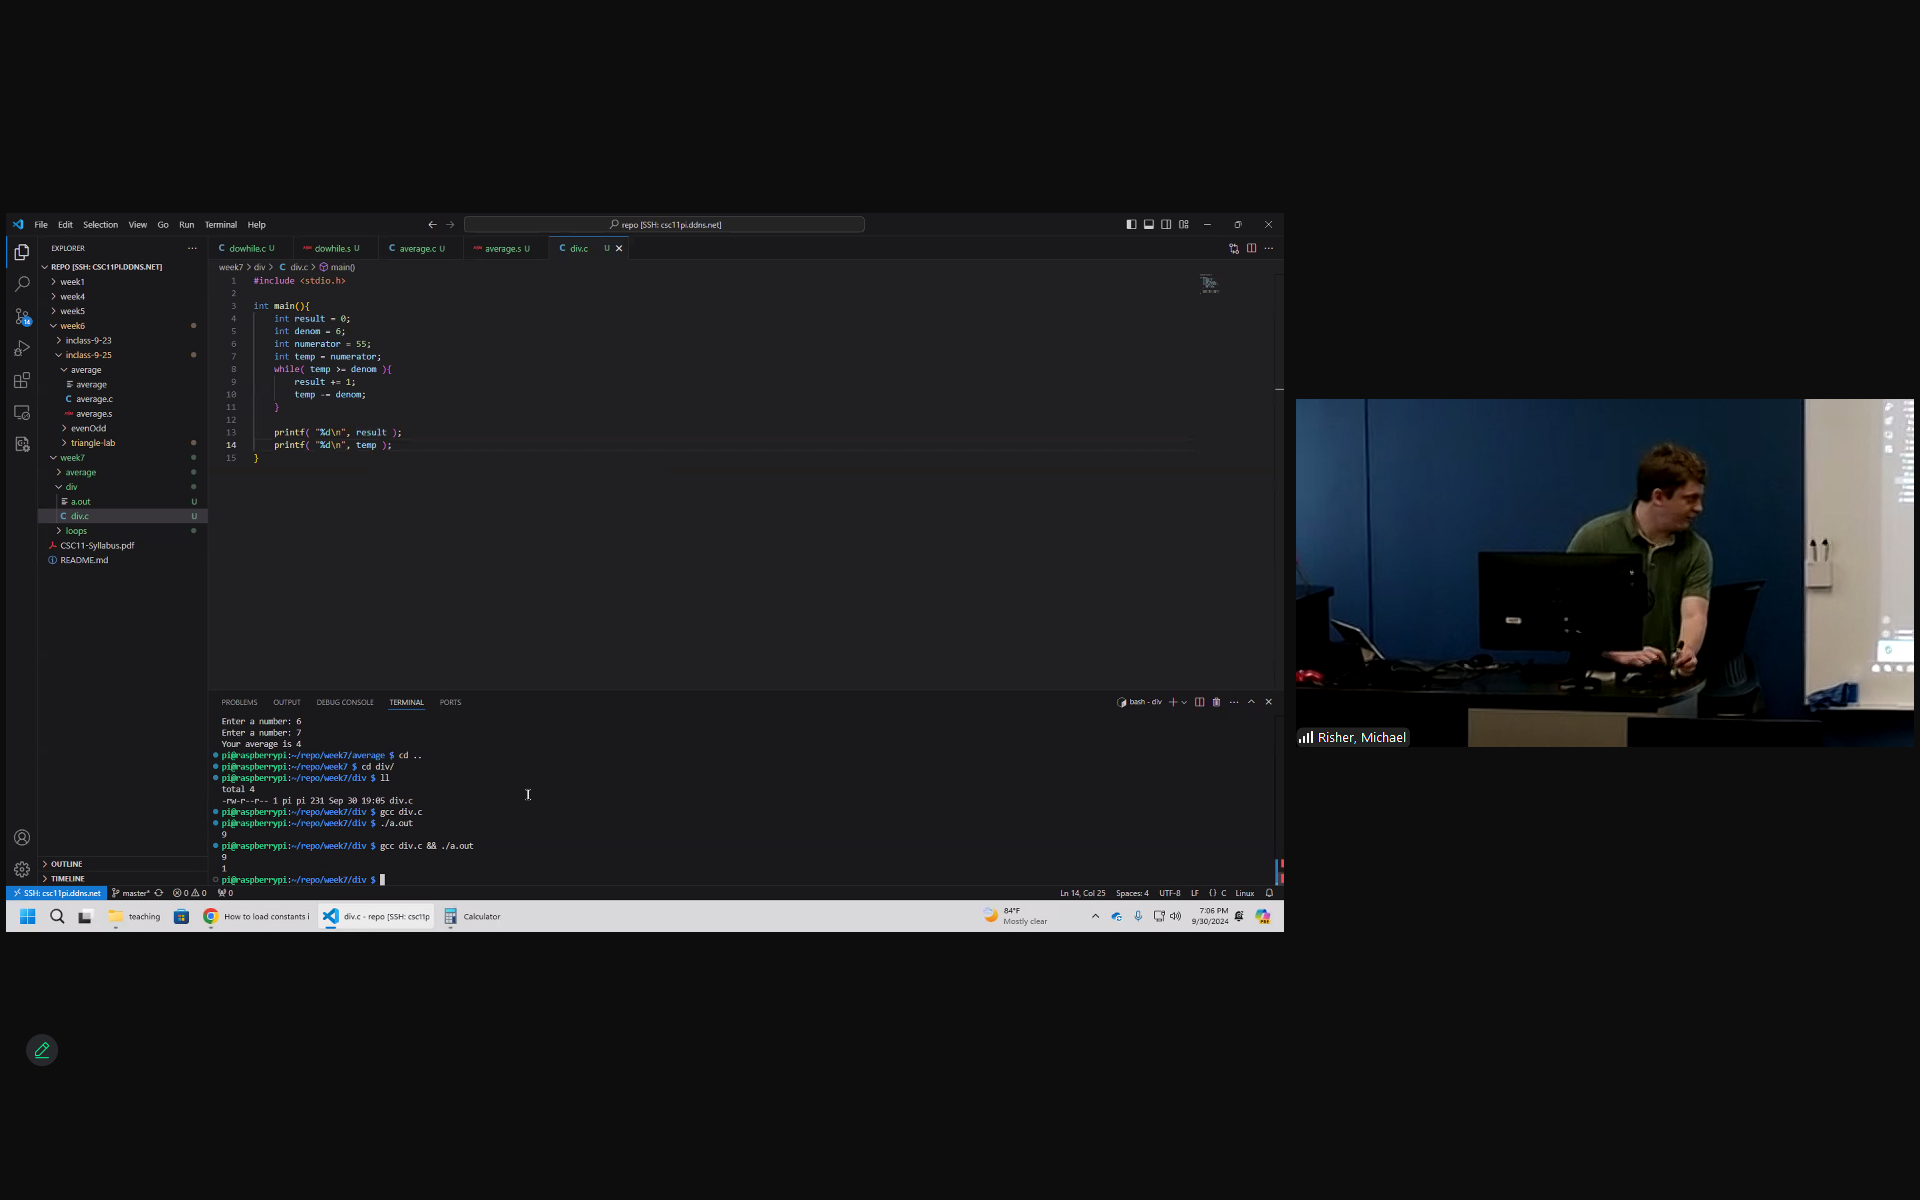 File Edit Selection View Go Run Terminal Help
repo [SSH: csc11pi.ddns.net]
EXPLORER
REPO [SSH: CSC11PI.DDNS.NET]
week1
week4
week5
week6
inclass-9-23
inclass-9-25
average
average
average.c
average.s
evenOdd
triangle-lab
week7
average
div
a.out U
div.c U
loops
CSC11-Syllabus.pdf
README.md
OUTLINE
TIMELINE
dowhile.c U dowhile.s U average.c U average.s U div.c U
week7 > div > C div.c > main()
1 #include <stdio.h>
2
3 int main(){
4 int result = 0;
5 int denom = 6;
6 int numerator = 55;
7 int temp = numerator;
8 while( temp >= denom ){
9 result += 1;
10 temp -= denom;
11 }
12
13 printf( "%d\n", result );
14 printf( "%d\n", temp );
15 }
PROBLEMS OUTPUT DEBUG CONSOLE TERMINAL PORTS
bash - div
Enter a number: 6
Enter a number: 7
Your average is 4
pi@raspberrypi:~/repo/week7/average $ cd ..
pi@raspberrypi:~/repo/week7 $ cd div/
pi@raspberrypi:~/repo/week7/div $ ll
total 4
-rw-r--r-- 1 pi pi 231 Sep 30 19:05 div.c
pi@raspberrypi:~/repo/week7/div $ gcc div.c
pi@raspberrypi:~/repo/week7/div $ ./a.out
9
pi@raspberrypi:~/repo/week7/div $ gcc div.c && ./a.out
9
1
pi@raspberrypi:~/repo/week7/div $
SSH: csc11pi.ddns.net master* 0 0 0 Ln 14, Col 25 Spaces: 4 UTF-8 LF {} C Linux
teaching How to load constants i div.c - repo [SSH: csc11p Calculator
84°F
Mostly clear
7:06 PM
9/30/2024
Risher, Michael